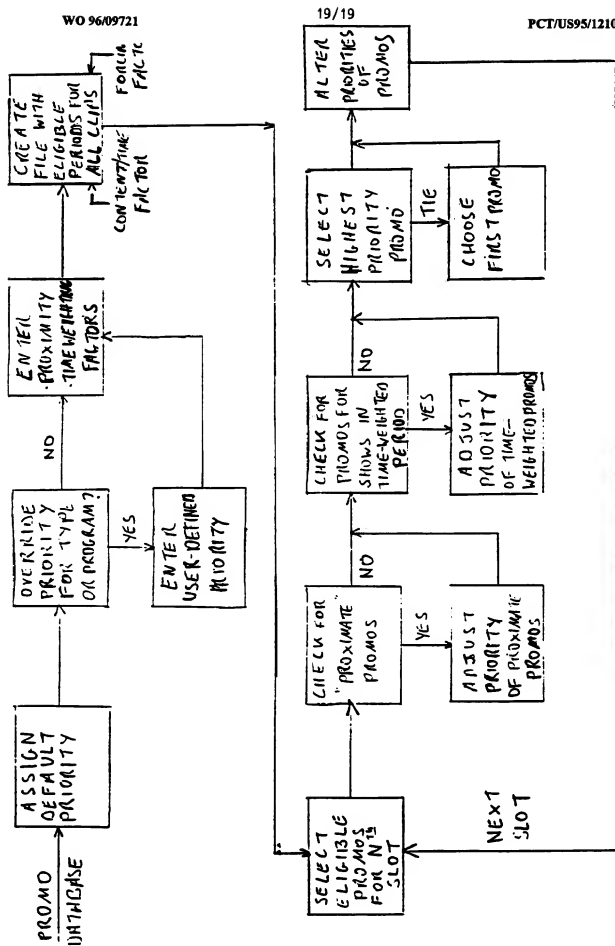 WO 96/09721
19/19
PCT/US95/1210
PROMO
DATABASE
ASSIGN
DEFAULT
PRIORITY
OVERRIDE
PRIORITY
FOR TYPE
OR PROGRAM?
NO
YES
ENTER
USER-DEFINED
PRIORITY
ENTER
·PROXIMITY
·TIME WEIGHTING
FACTORS
CREATE
FILE WITH
ELIGIBLE
PERIODS FOR
ALL CLIPS
CONTENT/TIME
FACTOR
SELECT
ELIGIBLE
PROMOS
FOR Nth
SLOT
CHECK FOR
"PROXIMATE"
PROMOS
NO
YES
ADJUST
PRIORITY
OF PROXIMATE
PROMOS
CHECK FOR
PROMOS FOR
SHOWS IN
TIME-WEIGHTED
PERIOD
NO
YES
ADJUST
PRIORITY
OF TIME-
WEIGHTED PROMOS
SELECT
HIGHEST
PRIORITY
PROMO
TIE
CHOOSE
FIRST PROMO
ALTER
PRIORITIES
OF
PROMOS
NEXT
SLOT